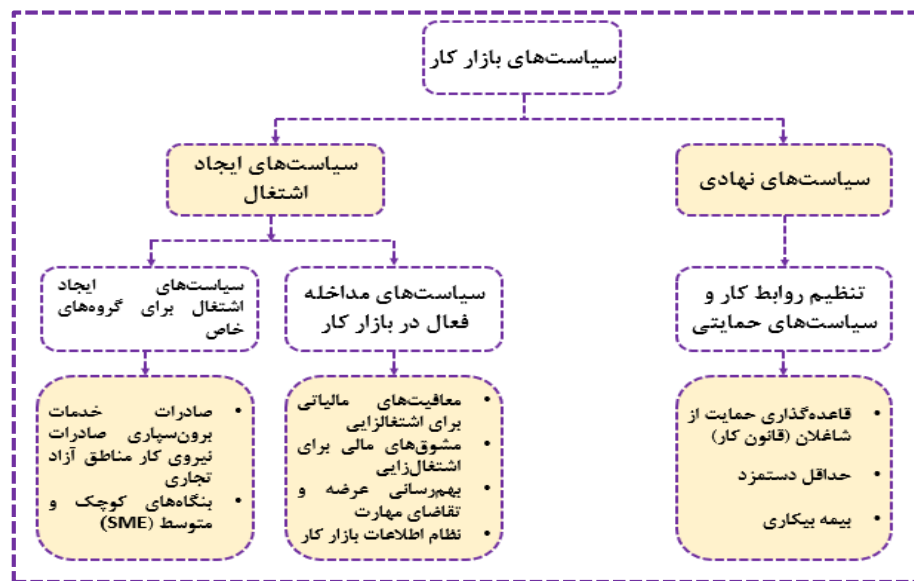 سیاست‌های بازار کار
سیاست‌های نهادی
سیاست‌های ایجاد
اشتغال
تنظیم روابط کار و
سیاست‌های حمایتی
سیاست‌های مداخله
فعال در بازار کار
سیاست‌های ایجاد
اشتغال برای گروه‌های
خاص
• قاعده‌گذاری حمایت از
شاغلان (قانون کار)
• حداقل دستمزد
• بیمه بیکاری
• معافیت‌های مالیاتی
برای اشتغالزایی
• مشوق‌های مالی برای
اشتغال‌زایی
• بهم‌رسانی عرضه و
تقاضای مهارت
• نظام اطلاعات بازار کار
• صادرات خدمات
برون‌سپاری صادرات
نیروی کار مناطق آزاد
تجاری
• بنگاه‌های کوچک و
متوسط (SME)